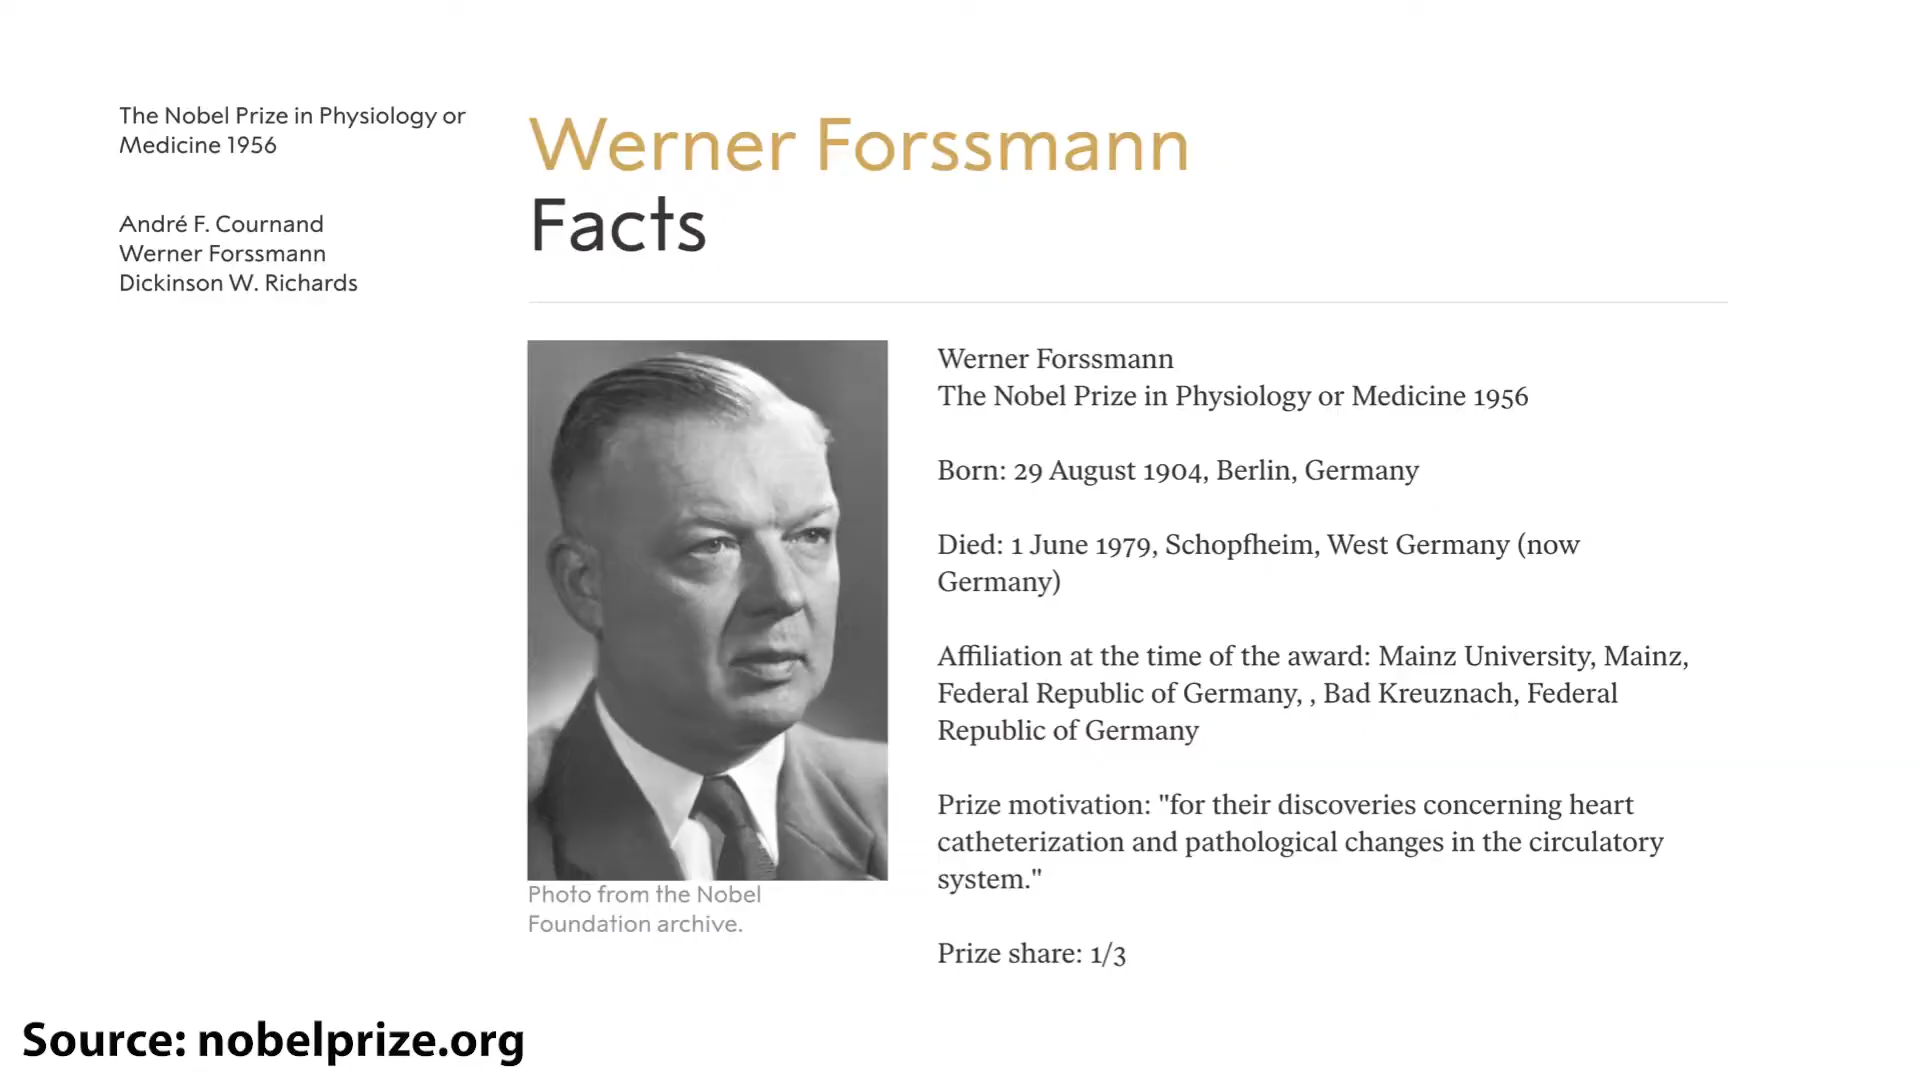 The Nobel Prize in Physiology or
Medicine 1956
André F. Cournand
Werner Forssmann
Dickinson W. Richards
Werner Forssmann
Facts
Werner Forssmann
The Nobel Prize in Physiology or Medicine 1956
Born: 29 August 1904, Berlin, Germany
Died: 1 June 1979, Schopfheim, West Germany (now
Germany)
Affiliation at the time of the award: Mainz University, Mainz,
Federal Republic of Germany, , Bad Kreuznach, Federal
Republic of Germany
Prize motivation: "for their discoveries concerning heart
catheterization and pathological changes in the circulatory
system."
Prize share: 1/3
Photo from the Nobel
Foundation archive.
Source: nobelprize.org